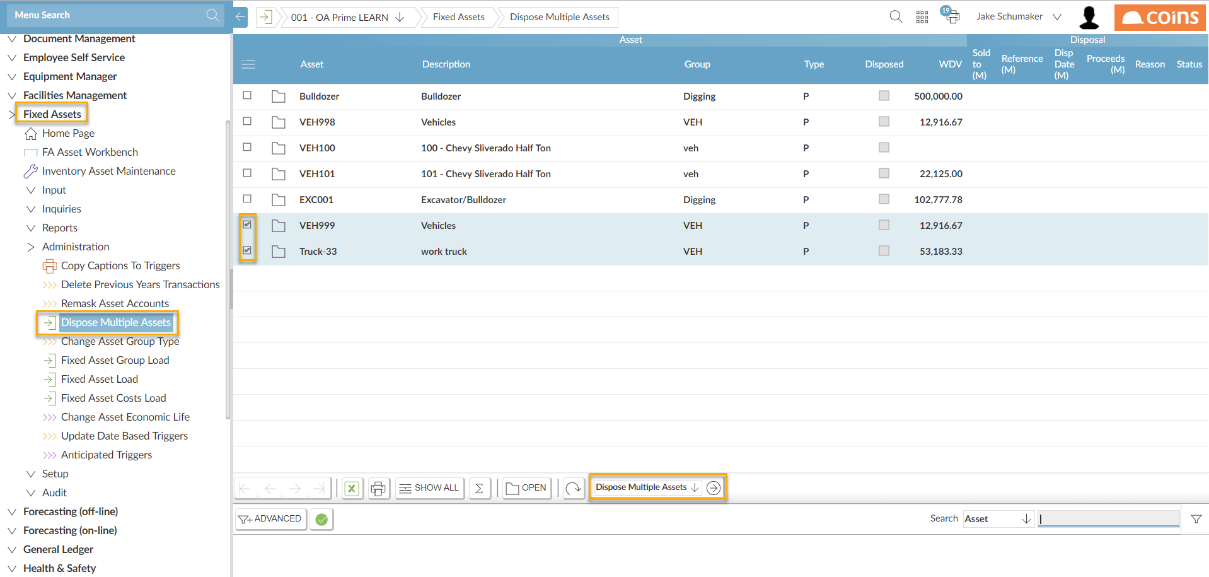 Menu Search
Document Management
Employee Self Service
Equipment Manager
Facilities Management
Fixed Assets
Home Page
FA Asset Workbench
Inventory Asset Maintenance
Input
Inquiries
Reports
Administration
Copy Captions To Triggers
Delete Previous Years Transactions
Remask Asset Accounts
Dispose Multiple Assets
Change Asset Group Type
Fixed Asset Group Load
Fixed Asset Load
Fixed Asset Costs Load
Change Asset Economic Life
Update Date Based Triggers
Anticipated Triggers
Setup
Audit
Forecasting (off-line)
Forecasting (on-line)
General Ledger
Health & Safety
001 - OA Prime LEARN Fixed Assets Dispose Multiple Assets
19 Jake Schumaker coins
Asset Disposal
Asset Description Group Type Disposed WDV Sold to (M) Reference (M) Disp Date (M) Proceeds (M) Reason Status
Bulldozer Bulldozer Digging P 500,000.00
VEH998 Vehicles VEH P 12,916.67
VEH100 100 - Chevy Sliverado Half Ton veh P
VEH101 101 - Chevy Sliverado Half Ton veh P 22,125.00
EXC001 Excavator/Bulldozer Digging P 102,777.78
VEH999 Vehicles VEH P 12,916.67
Truck-33 work truck VEH P 53,183.33
X SHOW ALL Σ OPEN Dispose Multiple Assets
ADVANCED Search Asset